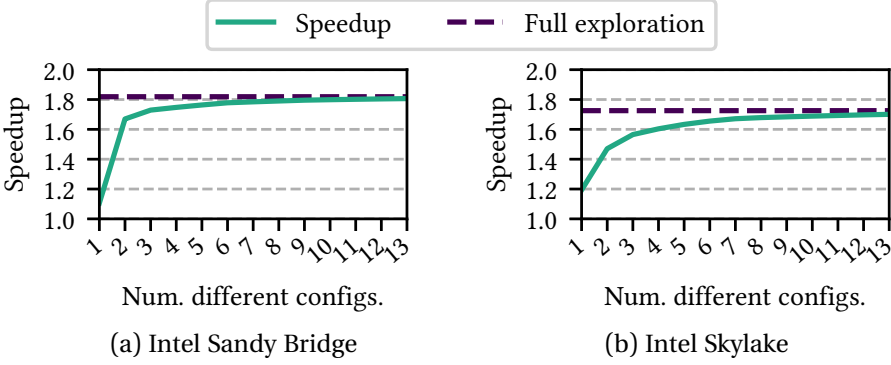 Speedup Full exploration
2.0
1.8
1.6
1.4
1.2
1.0
Speedup
1 2 3 4 5 6 7 8 9 10 11 12 13
Num. different configs.
(a) Intel Sandy Bridge
2.0
1.8
1.6
1.4
1.2
1.0
Speedup
1 2 3 4 5 6 7 8 9 10 11 12 13
Num. different configs.
(b) Intel Skylake